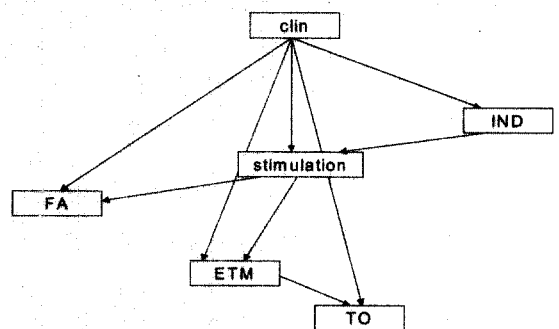 clin
IND
stimulation
FA
ETM
TO